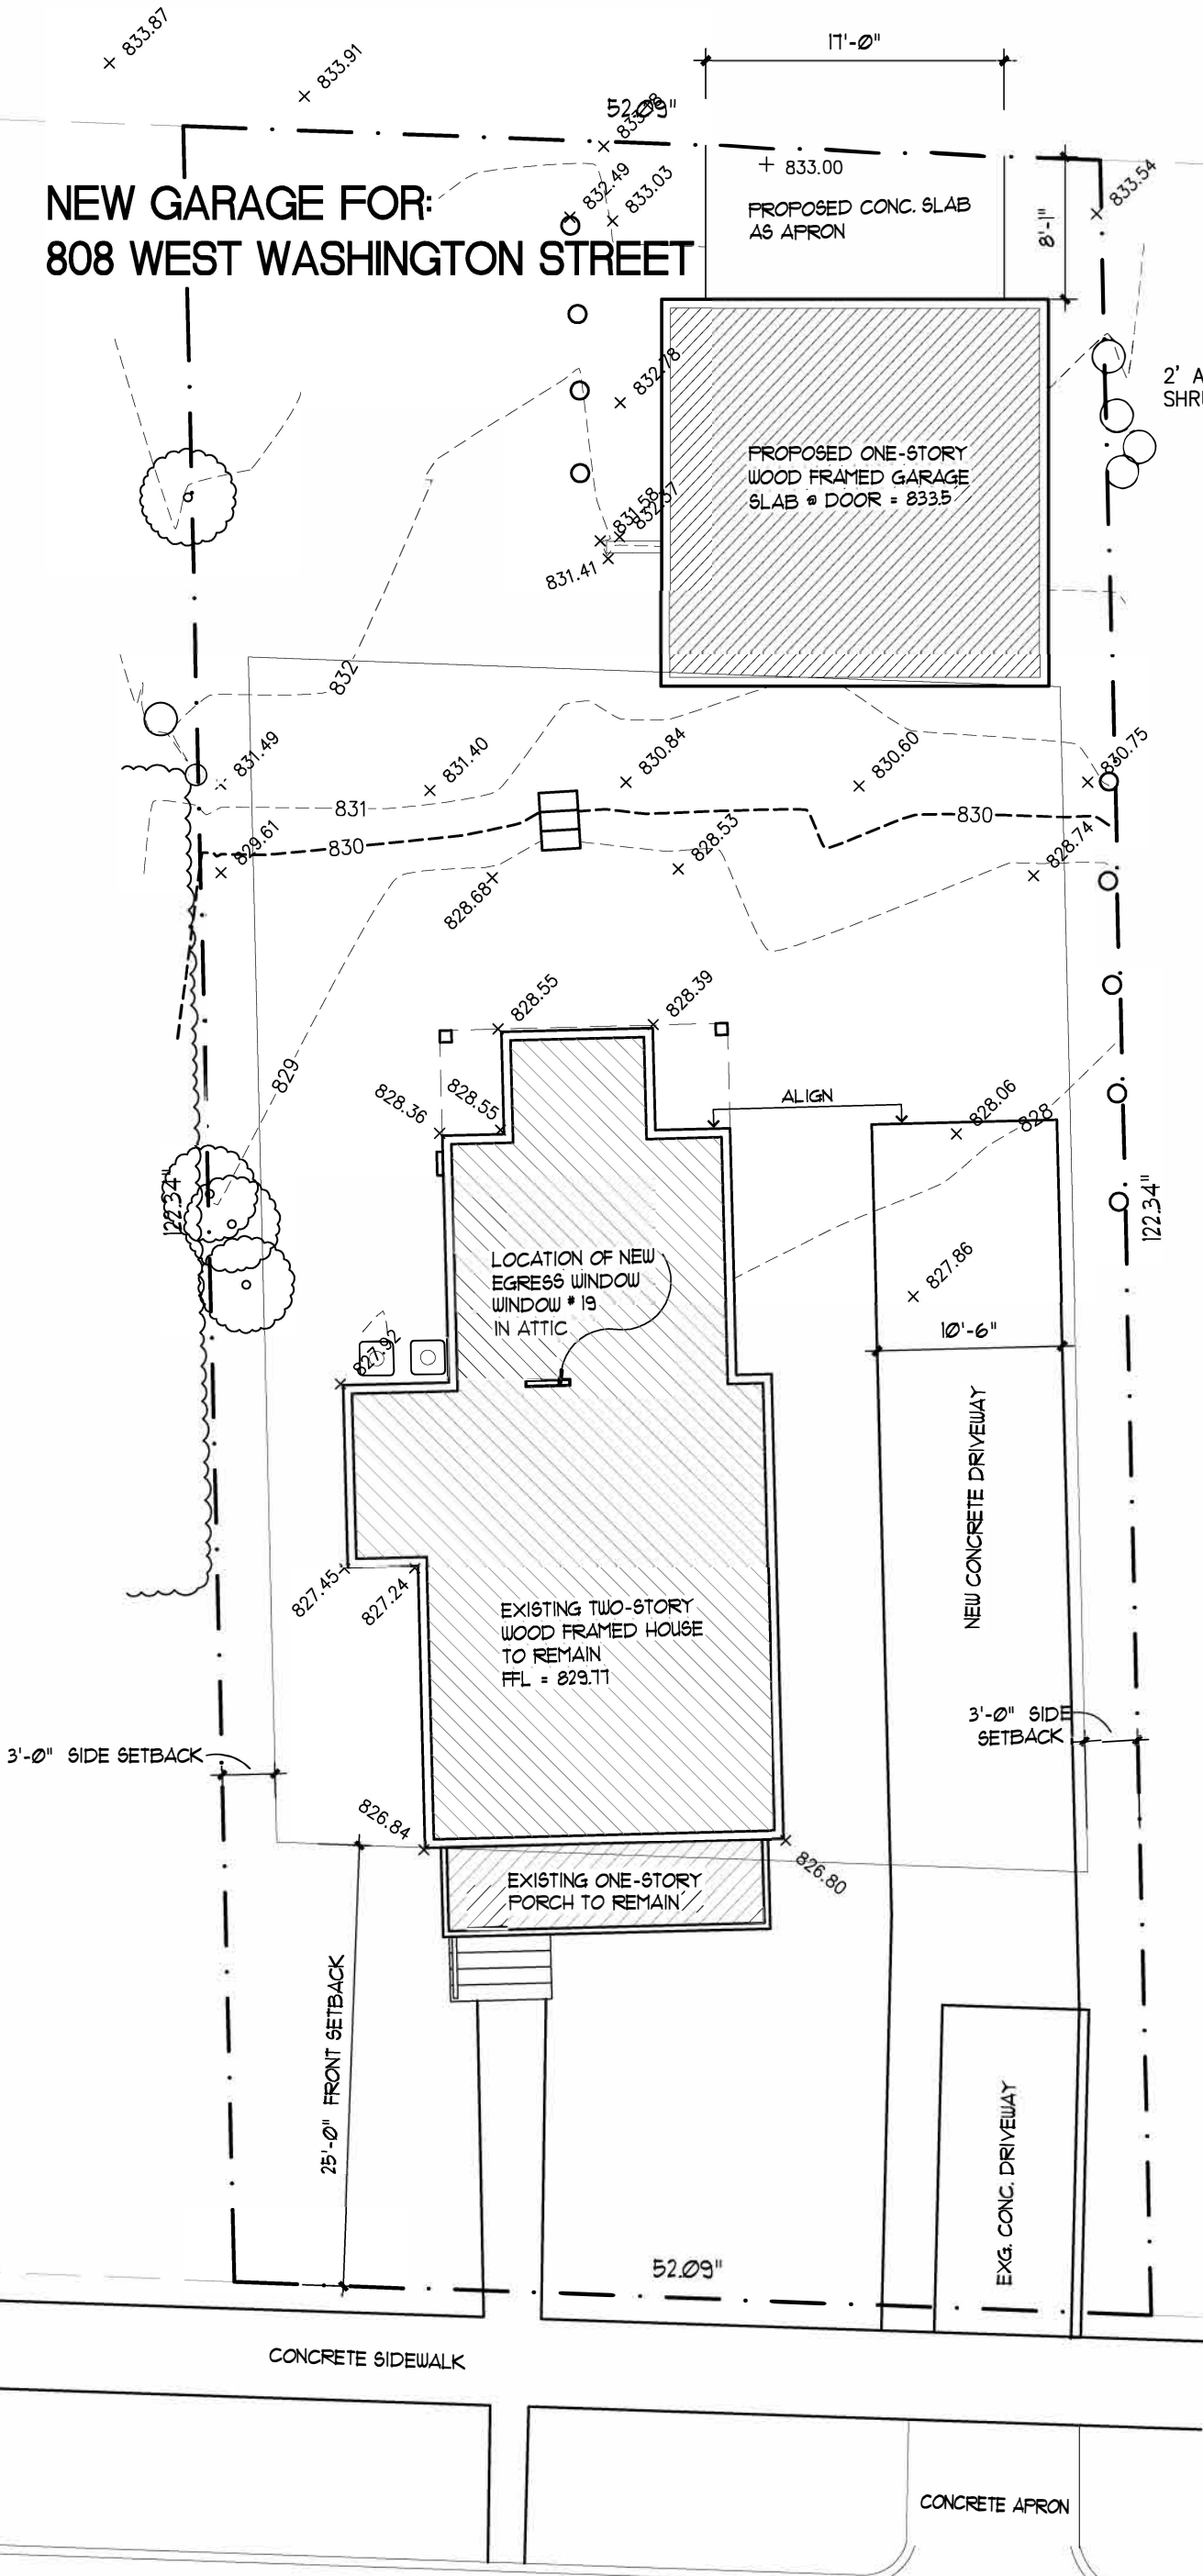 833.87
833.91
17'-0"
52.09"
833.03
832.49
833.00
833.54
NEW GARAGE FOR:
808 WEST WASHINGTON STREET
PROPOSED CONC. SLAB
AS APRON
8'-1"
832.78
2' A
SHRU
PROPOSED ONE-STORY
WOOD FRAMED GARAGE
SLAB @ DOOR = 833.5
831.58
832.37
831.41
832
831.49
831.40
830.84
830.60
830.75
831
830
830
829.61
828.53
828.74
828.68
828.55
828.39
829
828.36
828.55
ALIGN
828.06
828
122.34"
122.34"
827.86
LOCATION OF NEW
EGRESS WINDOW
WINDOW # 19
IN ATTIC
10'-6"
827.92
NEW CONCRETE DRIVEWAY
827.45
827.24
EXISTING TWO-STORY
WOOD FRAMED HOUSE
TO REMAIN
FFL = 829.77
3'-0" SIDE
SETBACK
3'-0" SIDE SETBACK
826.84
826.80
EXISTING ONE-STORY
PORCH TO REMAIN
25'-0" FRONT SETBACK
EXG. CONC. DRIVEWAY
52.09"
CONCRETE SIDEWALK
CONCRETE APRON